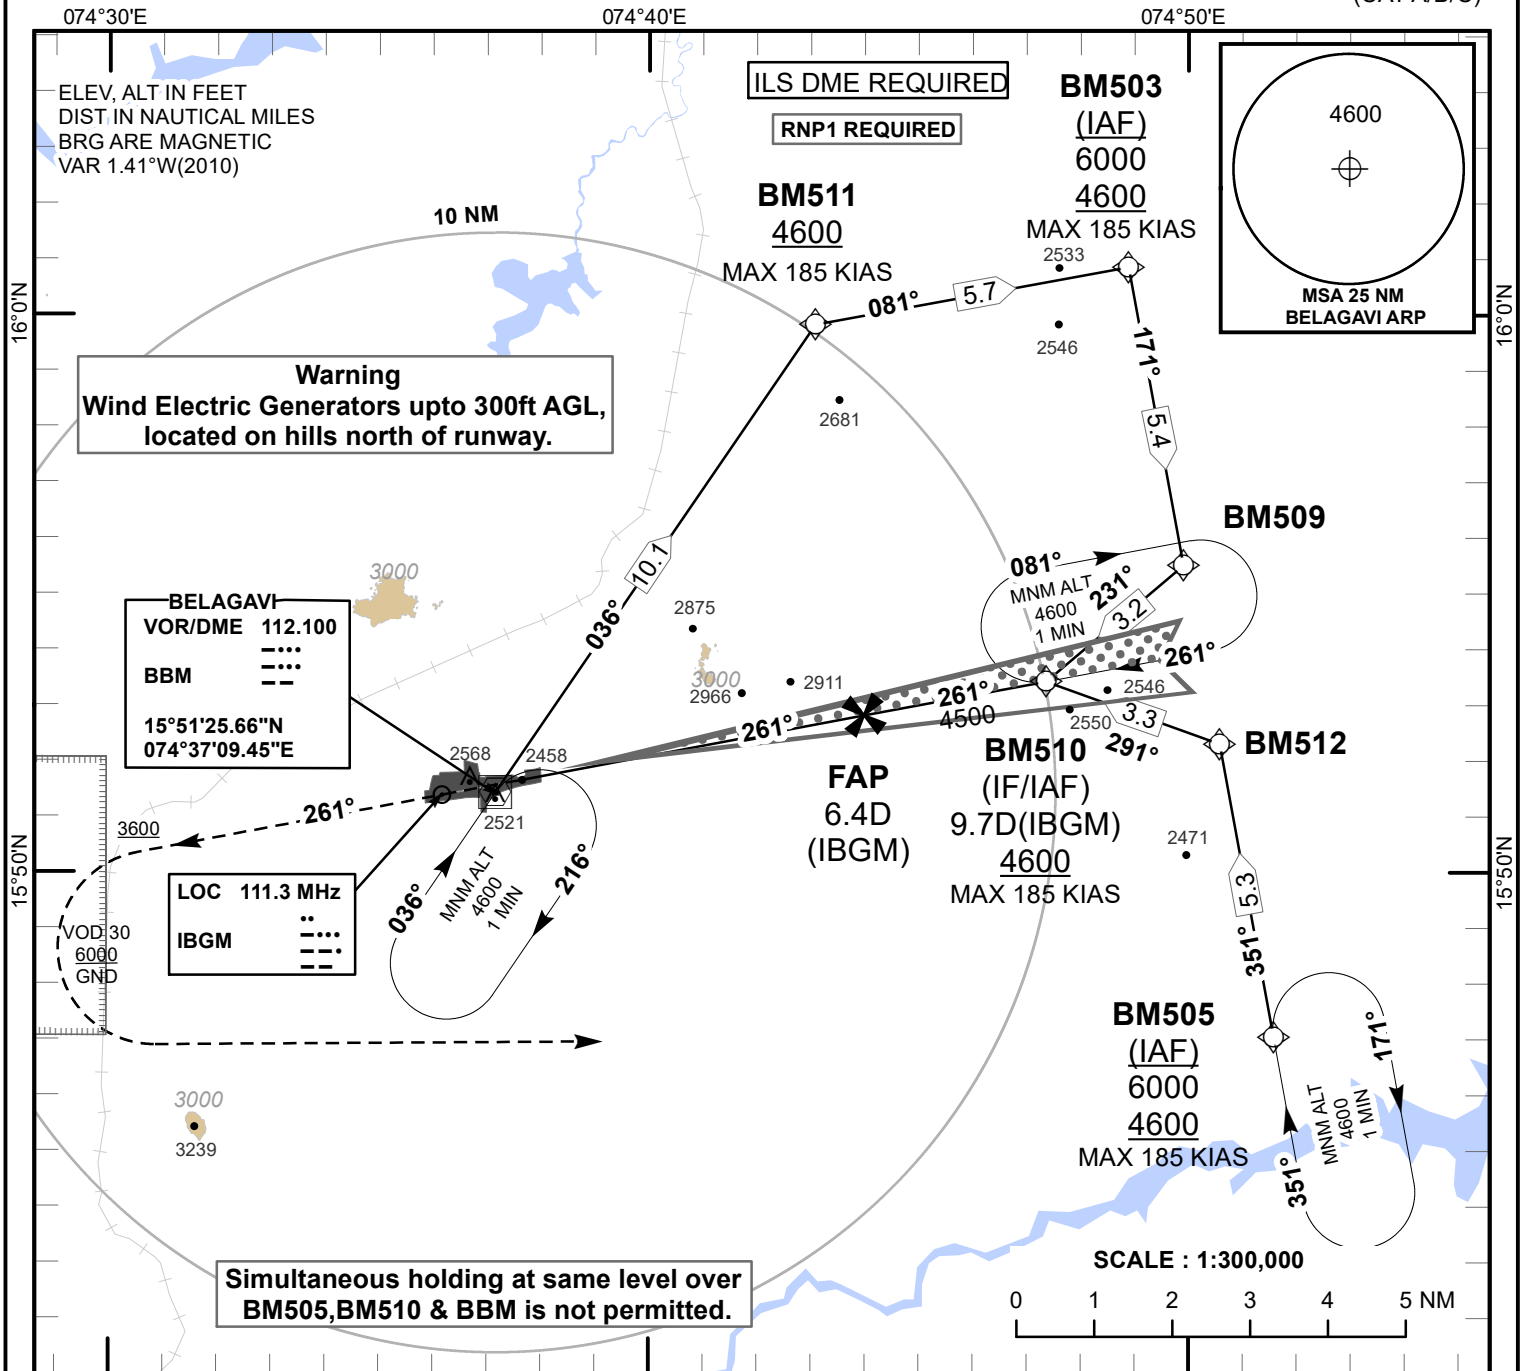 074°30'E
074°40'E
074°50'E
ELEV, ALT IN FEET
DIST IN NAUTICAL MILES
BRG ARE MAGNETIC
VAR 1.41°W(2010)
ILS DME REQUIRED
RNP1 REQUIRED
BM503
(IAF)
6000
4600
MAX 185 KIAS
4600
MSA 25 NM
BELAGAVI ARP
BM511
4600
MAX 185 KIAS
10 NM
2533
081°
5.7
2546
2681
171°
5.4
16°0'N
16°0'N
Warning
Wind Electric Generators upto 300ft AGL,
located on hills north of runway.
BM509
081°
MNM ALT
4600
1 MIN
231°
3.2
261°
10.1
036°
3000
BELAGAVI
VOR/DME 112.100
BBM
15°51'25.66"N
074°37'09.45"E
2875
3000
2966
2911
261°
261°
4500
2546
2550
3.3
291°
BM512
2568
2458
2521
FAP
6.4D
(IBGM)
BM510
(IF/IAF)
9.7D(IBGM)
4600
MAX 185 KIAS
2471
261°
3600
15°50'N
15°50'N
LOC 111.3 MHz
IBGM
VOD 30
6000
GND
036°
MNM ALT
4600
1 MIN
216°
5.3
351°
BM505
(IAF)
6000
4600
MAX 185 KIAS
171°
MNM ALT
4600
1 MIN
351°
3000
3239
Simultaneous holding at same level over
BM505,BM510 & BBM is not permitted.
SCALE : 1:300,000
0 1 2 3 4 5 NM